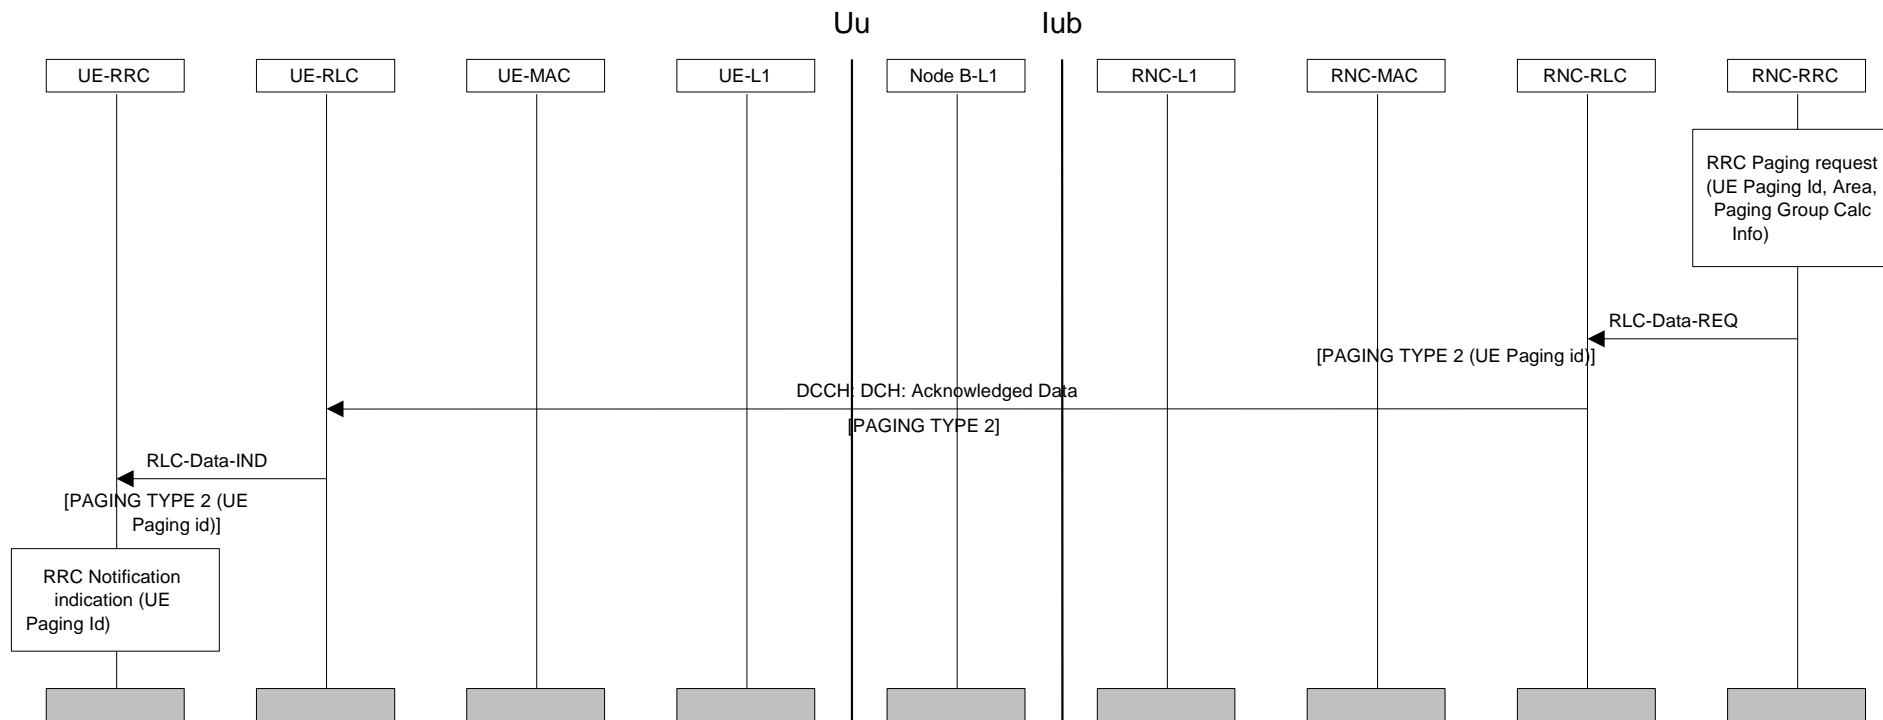 Uu
Iub
UE-RRC
UE-RLC
UE-MAC
UE-L1
Node B-L1
RNC-L1
RNC-MAC
RNC-RLC
RNC-RRC
RRC Paging request
(UE Paging Id, Area,
Paging Group Calc
Info)
RLC-Data-REQ
[PAGING TYPE 2 (UE Paging id)]
DCCH: DCH: Acknowledged Data
[PAGING TYPE 2]
RLC-Data-IND
[PAGING TYPE 2 (UE
Paging id)]
RRC Notification
indication (UE
Paging Id)